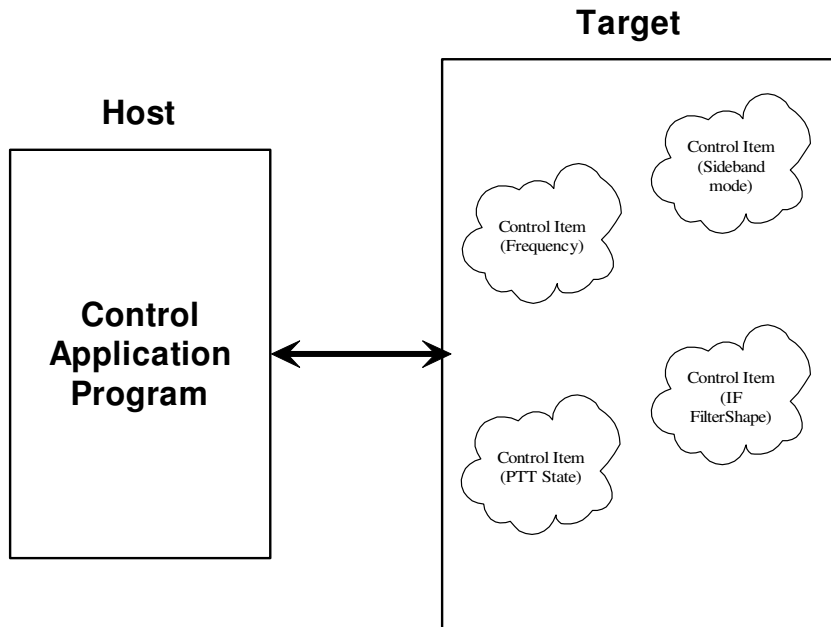 Target
Host
Control
Application
Program
Control Item
(Sideband
mode)
Control Item
(Frequency)
Control Item
(IF
FilterShape)
Control Item
(PTT State)